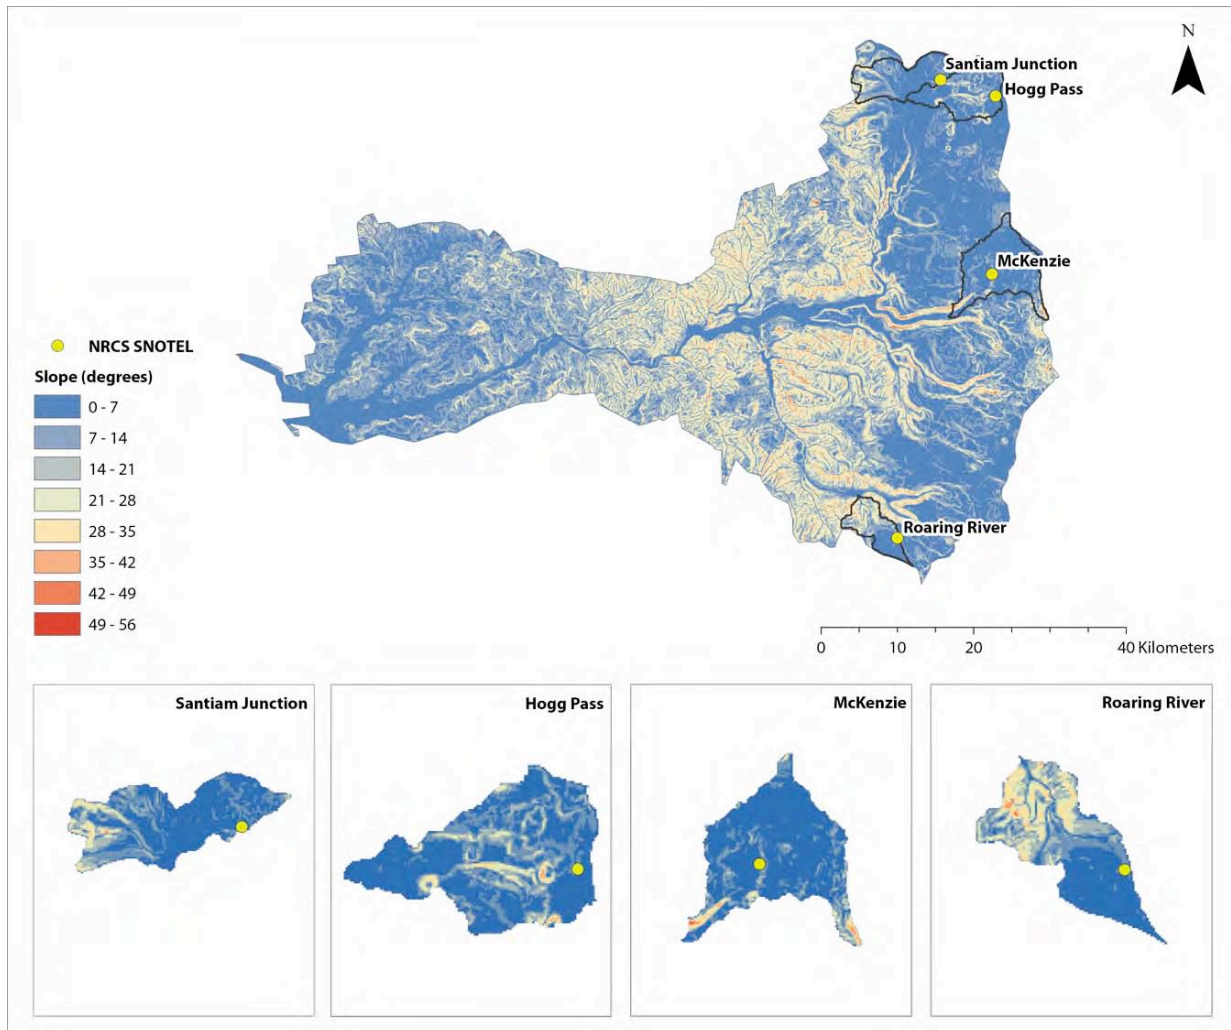 N
Santiam Junction
Hogg Pass
McKenzie
NRCS SNOTEL
Slope (degrees)
0 - 7
7 - 14
14 - 21
21 - 28
28 - 35
35 - 42
42 - 49
49 - 56
Roaring River
0 10 20 40 Kilometers
Santiam Junction
Hogg Pass
McKenzie
Roaring River